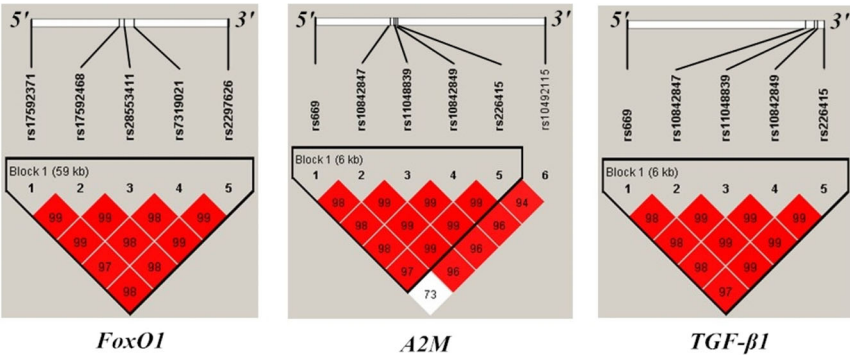 5' 3'
rs17592371 rs17592468 rs28553411 rs7319021 rs2297626
Block 1 (59 kb)
1 2 3 4 5
99 99 98 99
99 98 99
97 98
98
FoxO1
5' 3'
rs669 rs10842847 rs11048839 rs10842849 rs226415 rs10492115
Block 1 (6 kb)
1 2 3 4 5 6
98 99 99 99 94
98 99 99 96
98 99 96
97 96
73
A2M
5' 3'
rs669 rs10842847 rs11048839 rs10842849 rs226415
Block 1 (6 kb)
1 2 3 4 5
98 99 99 99
98 99 99
98 99
97
TGF-β1